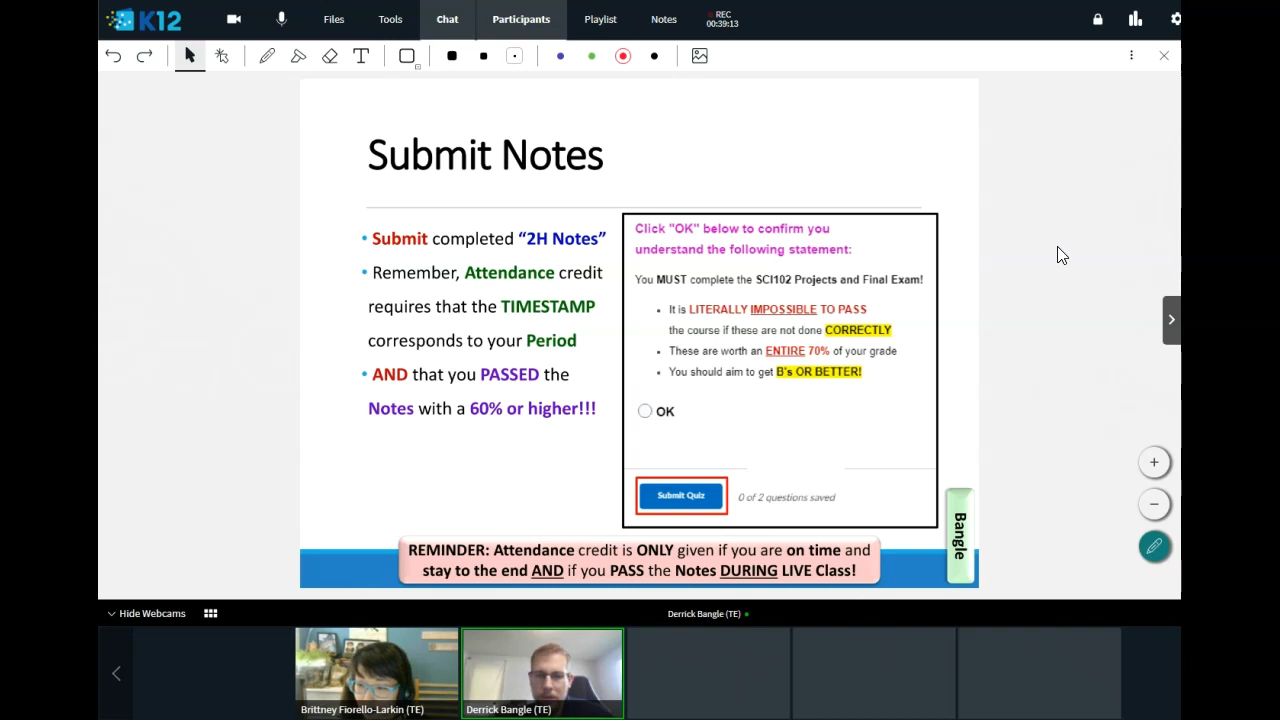 K12
Files
Tools
Chat
Participants
Playlist
Notes
REC
00:39:13
T
Submit Notes
• Submit completed “2H Notes”
• Remember, Attendance credit
requires that the TIMESTAMP
corresponds to your Period
• AND that you PASSED the
Notes with a 60% or higher!!!
Click "OK" below to confirm you
understand the following statement:
You MUST complete the SCI102 Projects and Final Exam!
• It is LITERALLY IMPOSSIBLE TO PASS
the course if these are not done CORRECTLY
• These are worth an ENTIRE 70% of your grade
• You should aim to get B's OR BETTER!
OK
Submit Quiz
0 of 2 questions saved
Bangle
REMINDER: Attendance credit is ONLY given if you are on time and
stay to the end AND if you PASS the Notes DURING LIVE Class!
Hide Webcams
Derrick Bangle (TE)
Brittney Fiorello-Larkin (TE)
Derrick Bangle (TE)